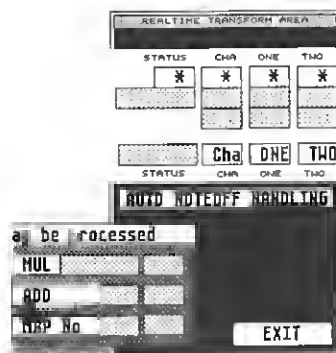 REALTIME TRANSFORM AREA
STATUS CHA ONE TWO
* * * *
Cha ONE TWO
STATUS CHA ONE TWO
AUTO NOTEOFF HANDLING
be rocessed
MUL
ADD
MAP No
EXIT